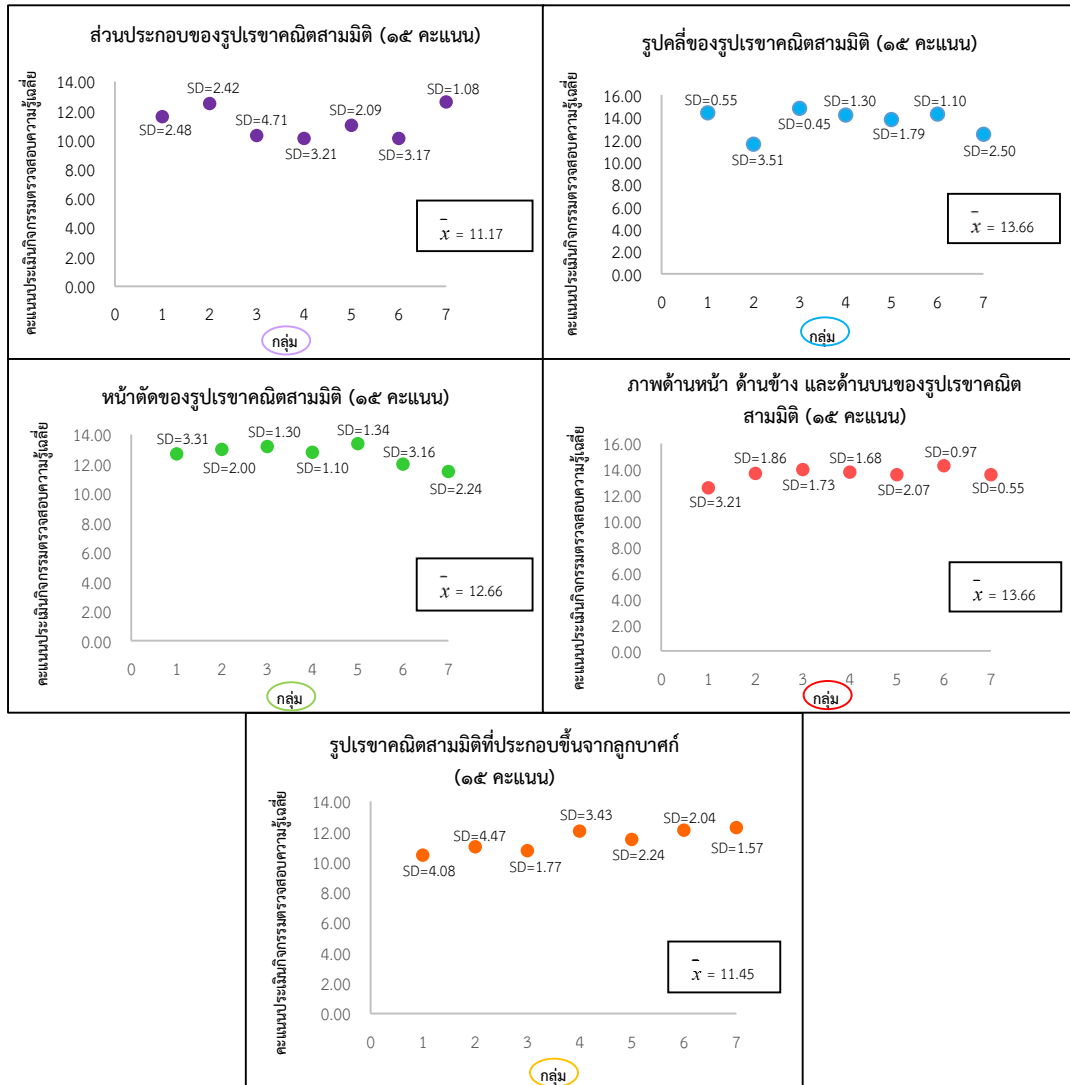 ส่วนประกอบของรูปเรขาคณิตสามมิติ (๑๕ คะแนน)
คะแนนประเมินกิจกรรมตรวจสอบความรู้เฉลี่ย
14.00
12.00
10.00
8.00
6.00
4.00
2.00
0.00
SD=2.48
SD=2.42
SD=4.71
SD=3.21
SD=2.09
SD=3.17
SD=1.08
x̄ = 11.17
0 1 2 3 4 5 6 7
กลุ่ม
รูปคลี่ของรูปเรขาคณิตสามมิติ (๑๕ คะแนน)
คะแนนประเมินกิจกรรมตรวจสอบความรู้เฉลี่ย
16.00
14.00
12.00
10.00
8.00
6.00
4.00
2.00
0.00
SD=0.55
SD=3.51
SD=0.45
SD=1.30
SD=1.79
SD=1.10
SD=2.50
x̄ = 13.66
0 1 2 3 4 5 6 7
กลุ่ม
หน้าตัดของรูปเรขาคณิตสามมิติ (๑๕ คะแนน)
คะแนนประเมินกิจกรรมตรวจสอบความรู้เฉลี่ย
14.00
12.00
10.00
8.00
6.00
4.00
2.00
0.00
SD=3.31
SD=2.00
SD=1.30
SD=1.10
SD=1.34
SD=3.16
SD=2.24
x̄ = 12.66
0 1 2 3 4 5 6 7
กลุ่ม
ภาพด้านหน้า ด้านข้าง และด้านบนของรูปเรขาคณิต
สามมิติ (๑๕ คะแนน)
คะแนนประเมินกิจกรรมตรวจสอบความรู้เฉลี่ย
16.00
14.00
12.00
10.00
8.00
6.00
4.00
2.00
0.00
SD=3.21
SD=1.86
SD=1.73
SD=1.68
SD=2.07
SD=0.97
SD=0.55
x̄ = 13.66
0 1 2 3 4 5 6 7
กลุ่ม
รูปเรขาคณิตสามมิติที่ประกอบขึ้นจากลูกบาศก์
(๑๕ คะแนน)
คะแนนประเมินกิจกรรมตรวจสอบความรู้เฉลี่ย
14.00
12.00
10.00
8.00
6.00
4.00
2.00
0.00
SD=4.08
SD=4.47
SD=1.77
SD=3.43
SD=2.24
SD=2.04
SD=1.57
x̄ = 11.45
0 1 2 3 4 5 6 7
กลุ่ม